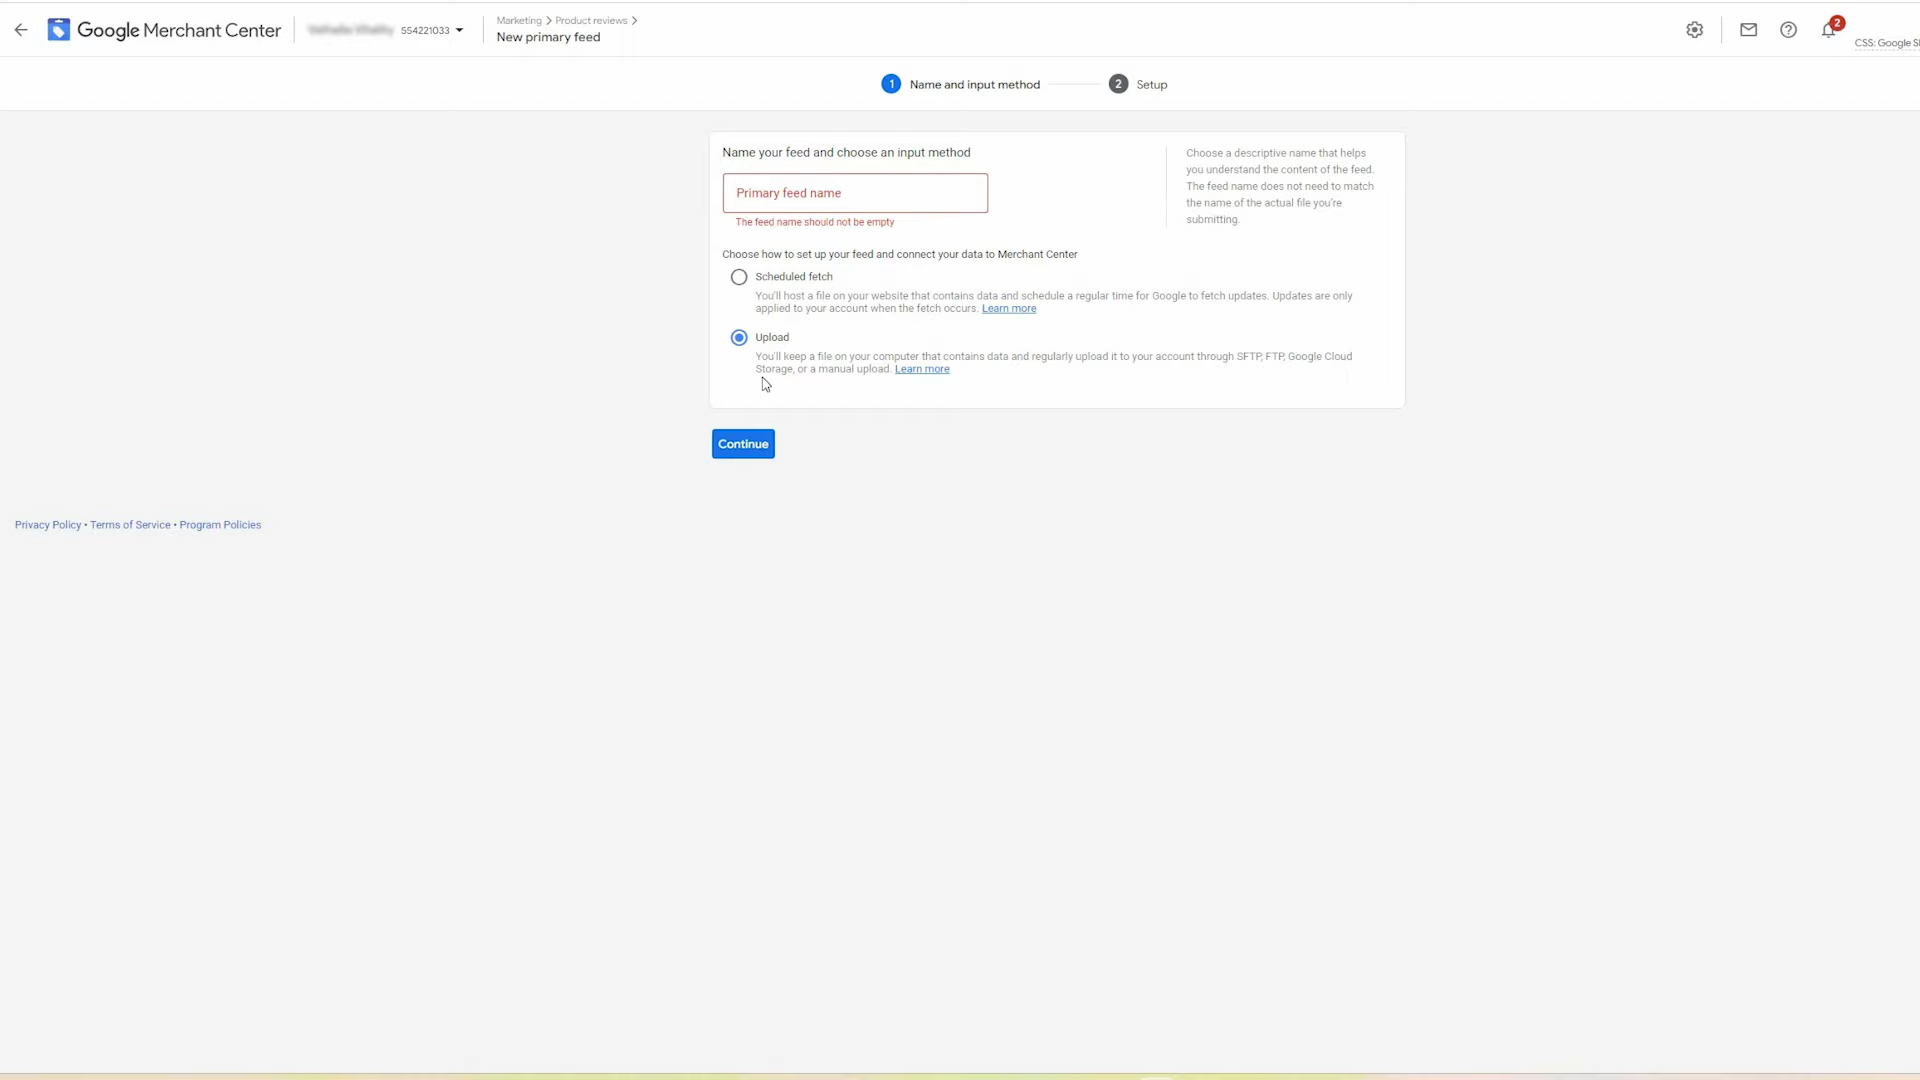 Google Merchant Center
554221033
Marketing
Product reviews
New primary feed
2
CSS: Google
1 Name and input method
2 Setup
Name your feed and choose an input method
Primary feed name
The feed name should not be empty
Choose a descriptive name that helps
you understand the content of the feed.
The feed name does not need to match
the name of the actual file you're
submitting.
Choose how to set up your feed and connect your data to Merchant Center
Scheduled fetch
You'll host a file on your website that contains data and schedule a regular time for Google to fetch updates. Updates are only
applied to your account when the fetch occurs. Learn more
Upload
You'll keep a file on your computer that contains data and regularly upload it to your account through SFTP, FTP, Google Cloud
Storage, or a manual upload. Learn more
Continue
Privacy Policy • Terms of Service • Program Policies